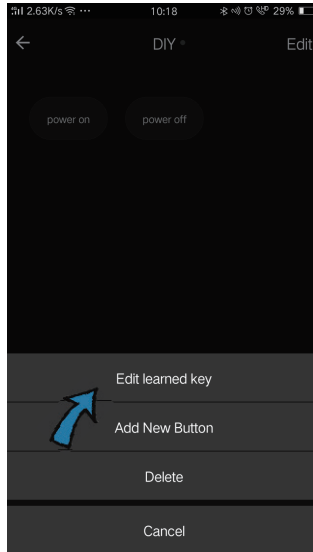 2.63K/s ... 10:18 29%
DIY Edit
power on power off
Edit learned key
Add New Button
Delete
Cancel